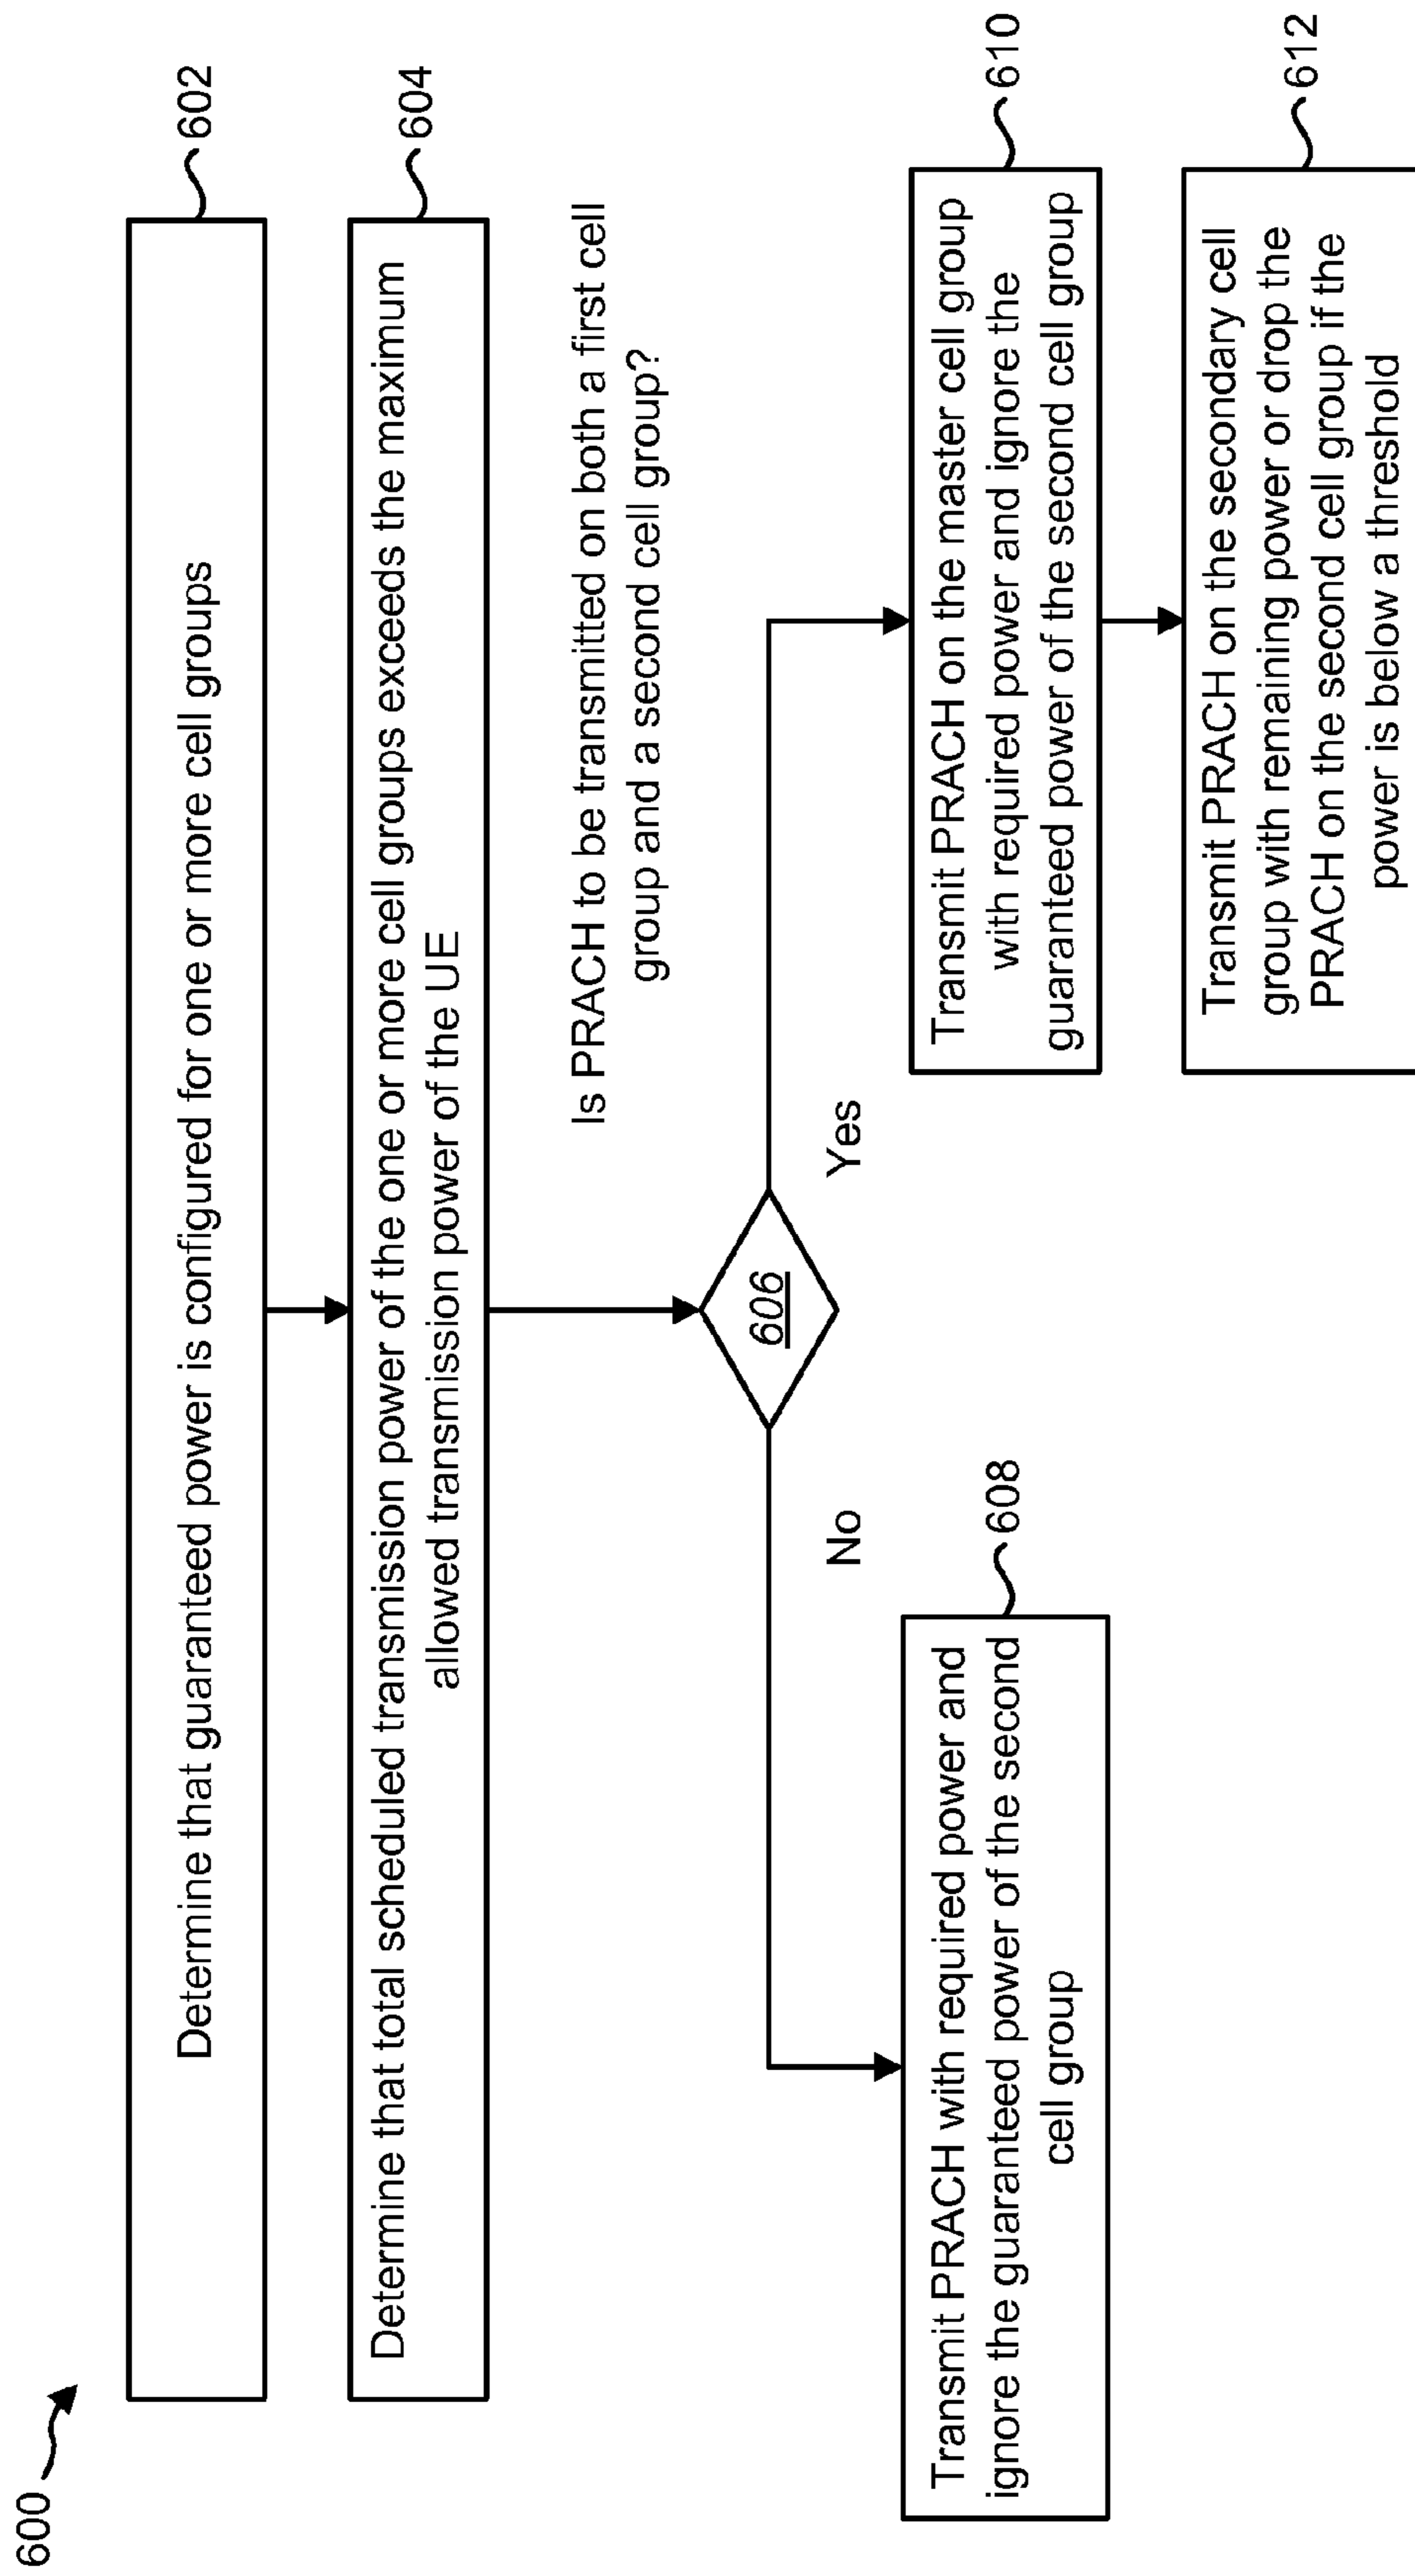 600
Determine that guaranteed power is configured for one or more cell groups
602
Determine that total scheduled transmission power of the one or more cell groups exceeds the maximum
allowed transmission power of the UE
604
Is PRACH to be transmitted on both a first cell
group and a second cell group?
606
No
Yes
Transmit PRACH with required power and
ignore the guaranteed power of the second
cell group
608
Transmit PRACH on the master cell group
with required power and ignore the
guaranteed power of the second cell group
610
Transmit PRACH on the secondary cell
group with remaining power or drop the
PRACH on the second cell group if the
power is below a threshold
612